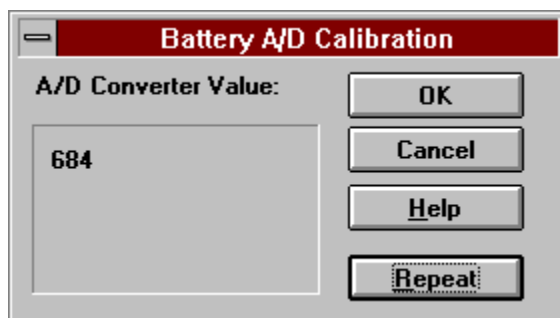 Battery A/D Calibration
A/D Converter Value:
684
OK
Cancel
Help
Repeat